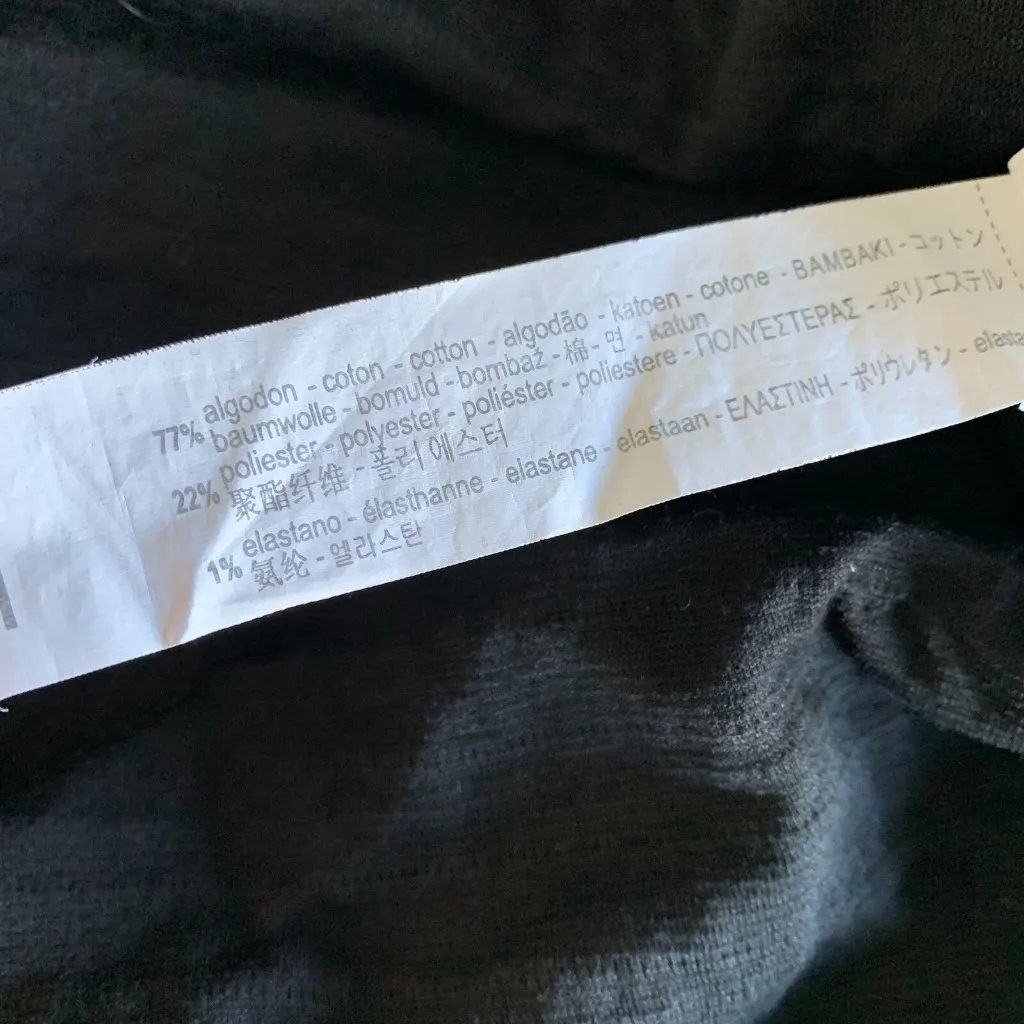 77% algodon - coton - cotton - algodão - katoen - cotone - BAMBAKI - コットン
baumwolle - bomuld - bombaž - 棉 - 면 - katun
22% poliester - polyester - poliéster - poliestere - ΠΟΛΥΕΣΤΕΡΑΣ - ポリエステル
聚酯纤维 - 폴리 에스터
1% elastano - élasthanne - elastane - elastaan - ΕΛΑΣΤΙΝΗ - ポリウレタン - elasta
氨纶 - 엘라스탄